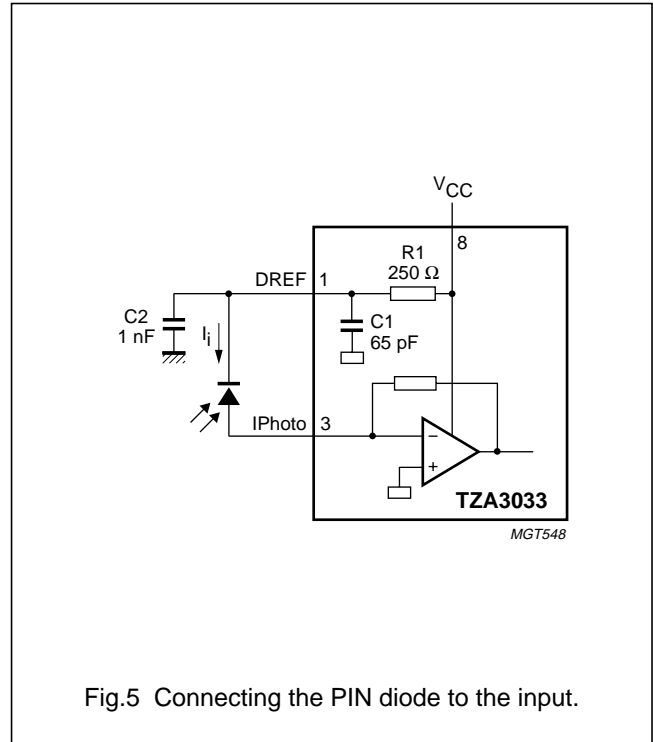 VCC
8
R1
250 Ω
DREF 1
C2
1 nF
Ii
C1
65 pF
IPhoto 3
−
+
TZA3033
MGT548
Fig.5 Connecting the PIN diode to the input.